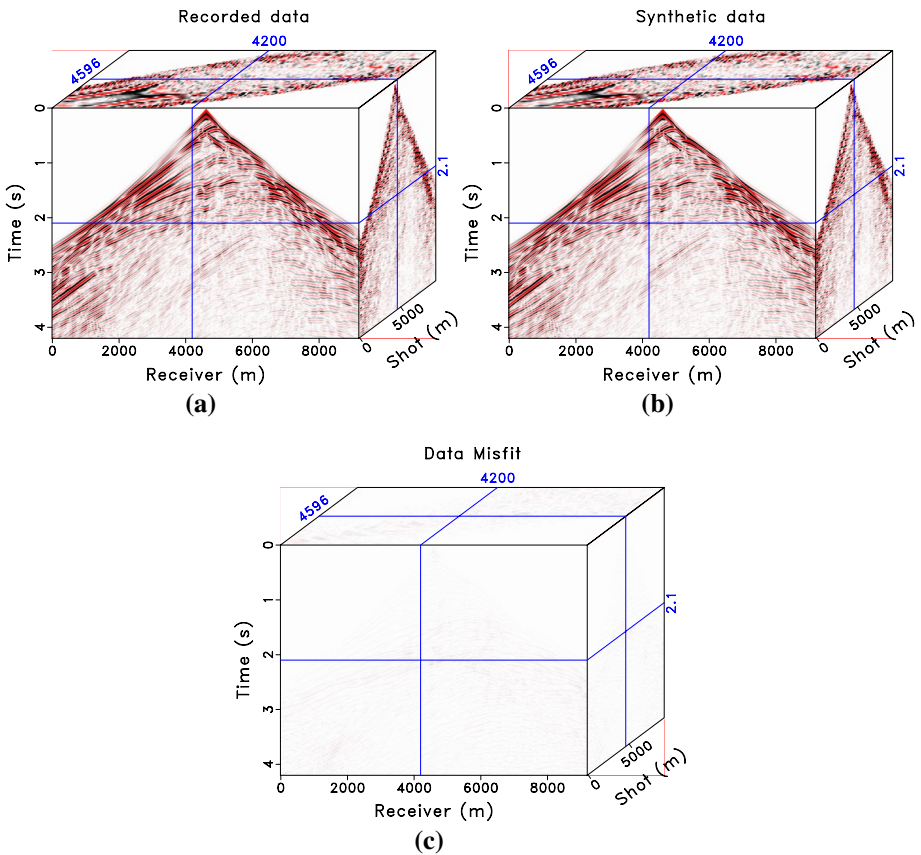 Recorded data
4200
4596
0
1
2
3
4
Time (s)
2.1
0 2000 4000 6000 8000
Receiver (m)
0 5000
Shot (m)
(a)
Synthetic data
4200
4596
0
1
2
3
4
Time (s)
2.1
0 2000 4000 6000 8000
Receiver (m)
0 5000
Shot (m)
(b)
Data Misfit
4200
4596
0
1
2
3
4
Time (s)
2.1
0 2000 4000 6000 8000
Receiver (m)
0 5000
Shot (m)
(c)